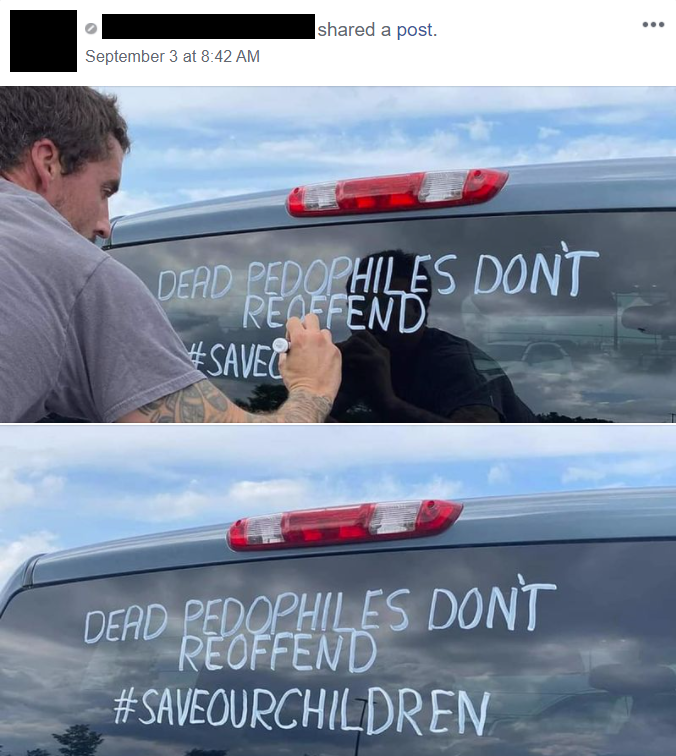 shared a post.
September 3 at 8:42 AM
DEAD PEDOPHILES DON'T
REOFFEND
#SAVEO
DEAD PEDOPHILES DON'T
REOFFEND
#SAVEOURCHILDREN